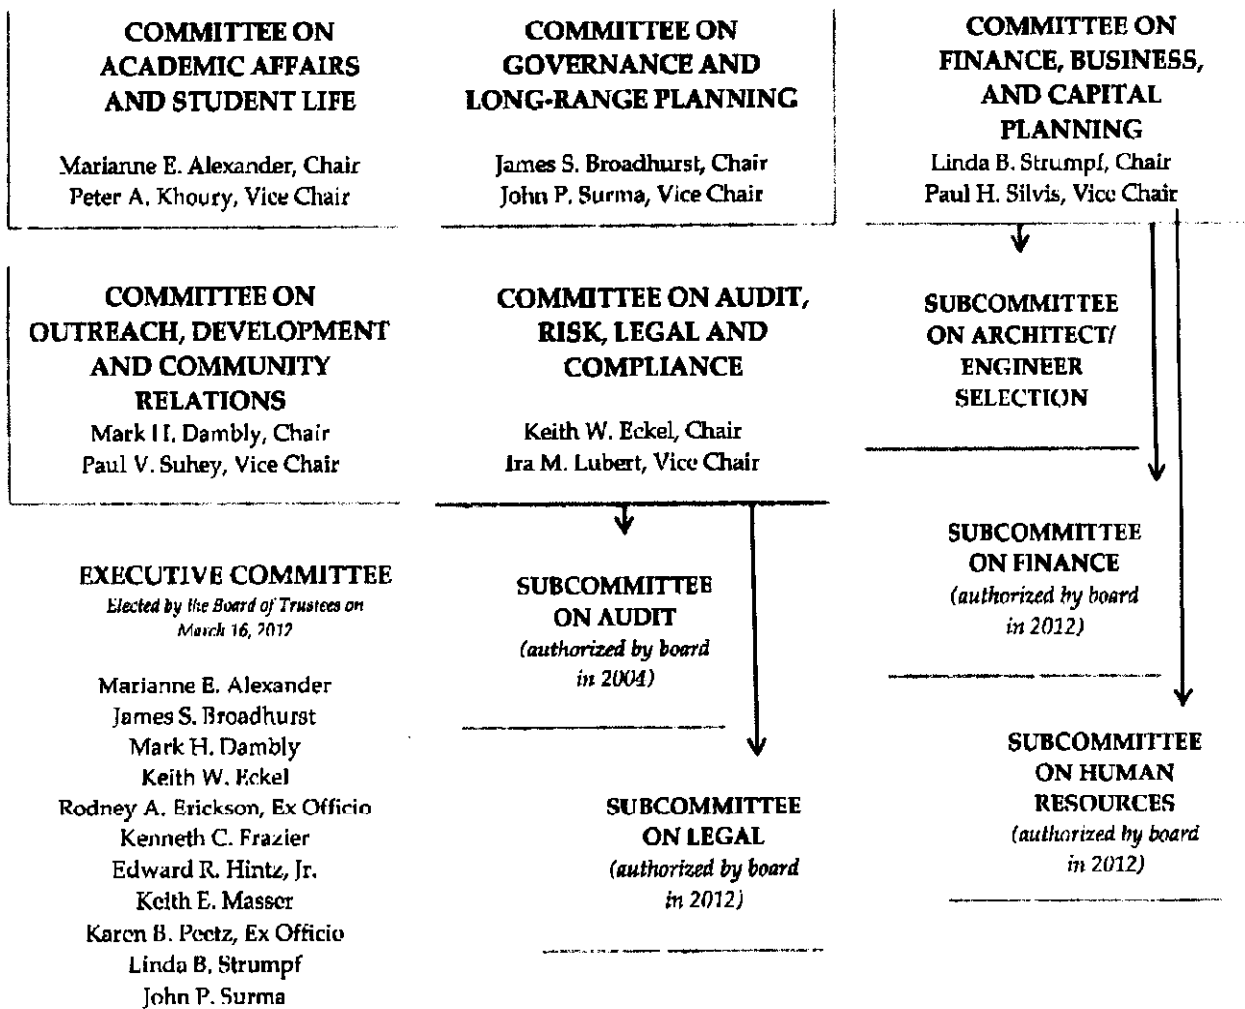 COMMITTEE ON
ACADEMIC AFFAIRS
AND STUDENT LIFE
Marianne E. Alexander, Chair
Peter A. Khoury, Vice Chair
COMMITTEE ON
GOVERNANCE AND
LONG-RANGE PLANNING
James S. Broadhurst, Chair
John P. Surma, Vice Chair
COMMITTEE ON
FINANCE, BUSINESS,
AND CAPITAL
PLANNING
Linda B. Strumpf, Chair
Paul H. Silvis, Vice Chair
COMMITTEE ON
OUTREACH, DEVELOPMENT
AND COMMUNITY
RELATIONS
Mark H. Dambly, Chair
Paul V. Suhey, Vice Chair
COMMITTEE ON AUDIT,
RISK, LEGAL AND
COMPLIANCE
Keith W. Eckel, Chair
Ira M. Lubert, Vice Chair
SUBCOMMITTEE
ON ARCHITECT/
ENGINEER
SELECTION
EXECUTIVE COMMITTEE
Elected by the Board of Trustees on
March 16, 2012
Marianne E. Alexander
James S. Broadhurst
Mark H. Dambly
Keith W. Eckel
Rodney A. Erickson, Ex Officio
Kenneth C. Frazier
Edward R. Hintz, Jr.
Keith E. Masser
Karen B. Peetz, Ex Officio
Linda B. Strumpf
John P. Surma
SUBCOMMITTEE
ON AUDIT
(authorized by board
in 2004)
SUBCOMMITTEE
ON LEGAL
(authorized by board
in 2012)
SUBCOMMITTEE
ON FINANCE
(authorized by board
in 2012)
SUBCOMMITTEE
ON HUMAN
RESOURCES
(authorized by board
in 2012)